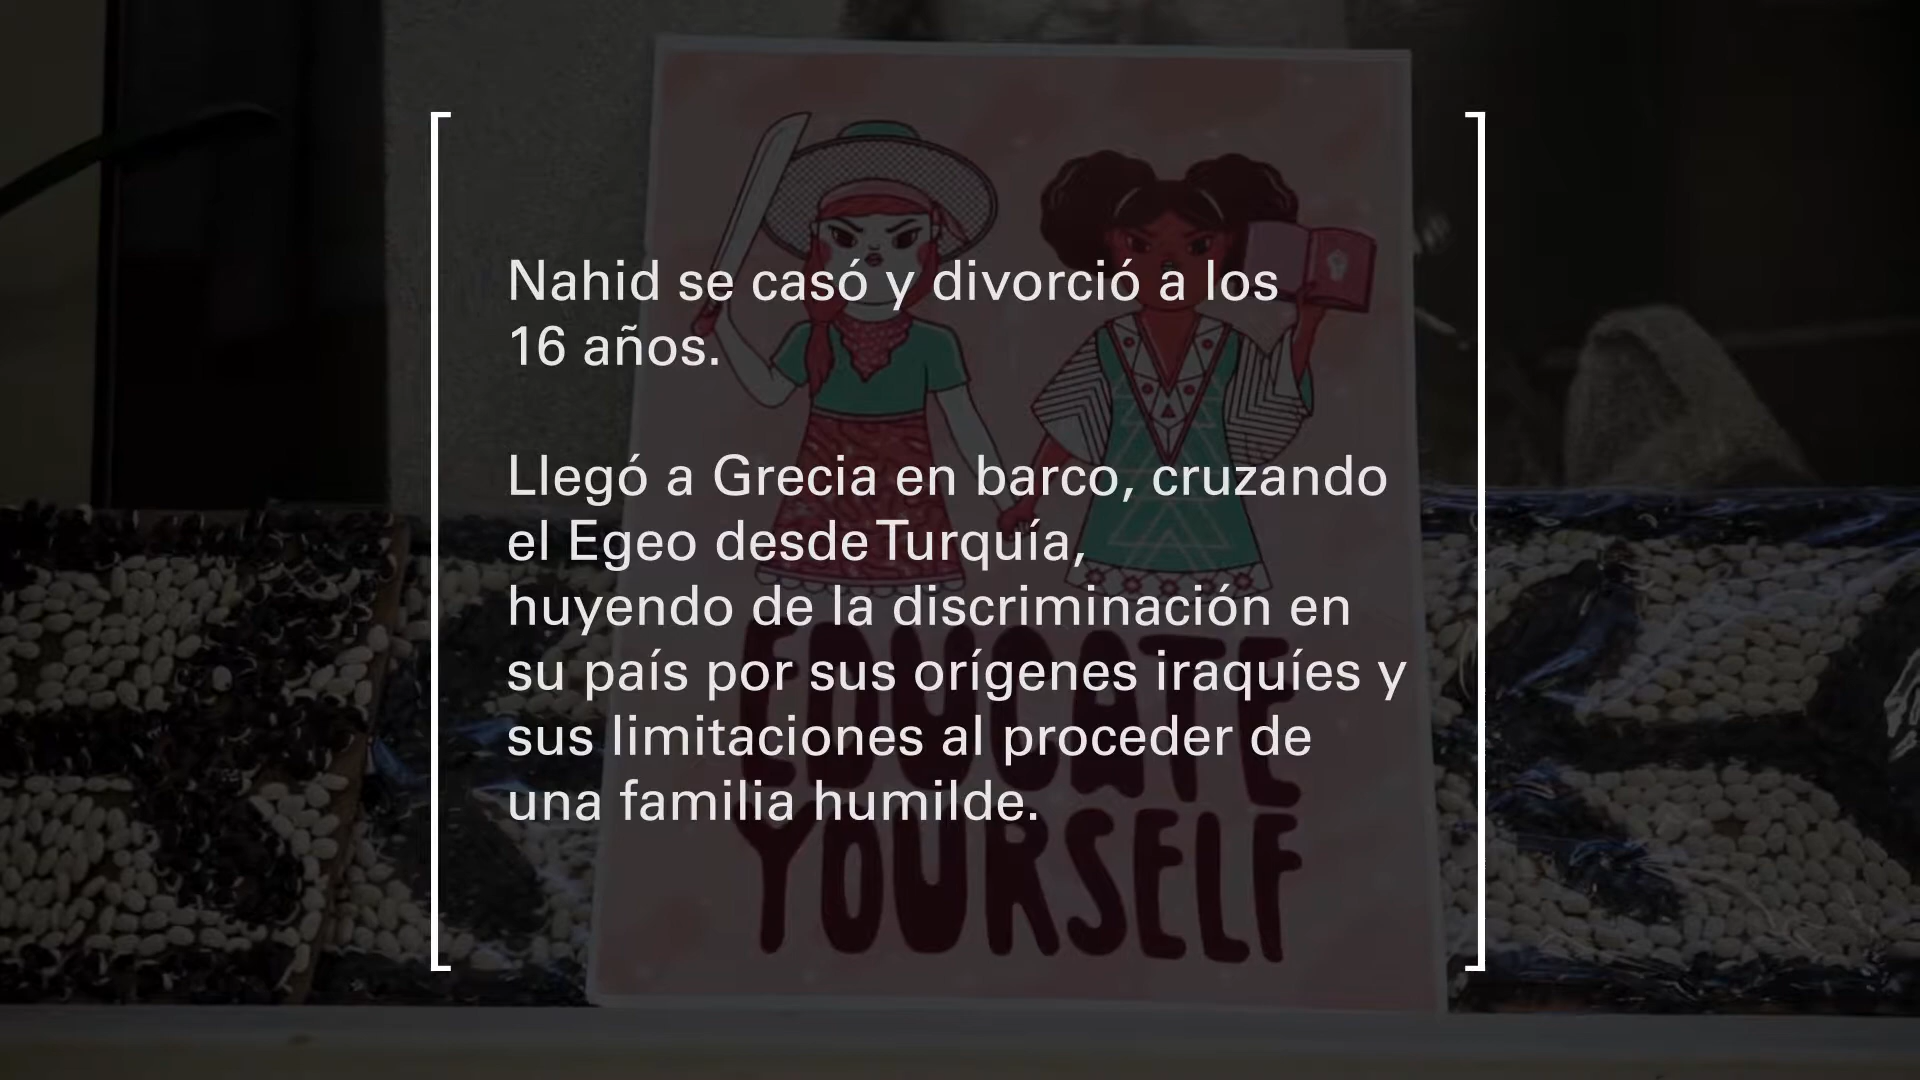 Nahid se casó y divorció a los
16 años.
Llegó a Grecia en barco, cruzando
el Egeo desde Turquía,
huyendo de la discriminación en
su país por sus orígenes iraquíes y
sus limitaciones al proceder de
una familia humilde.
EDUCATE
YOURSELF